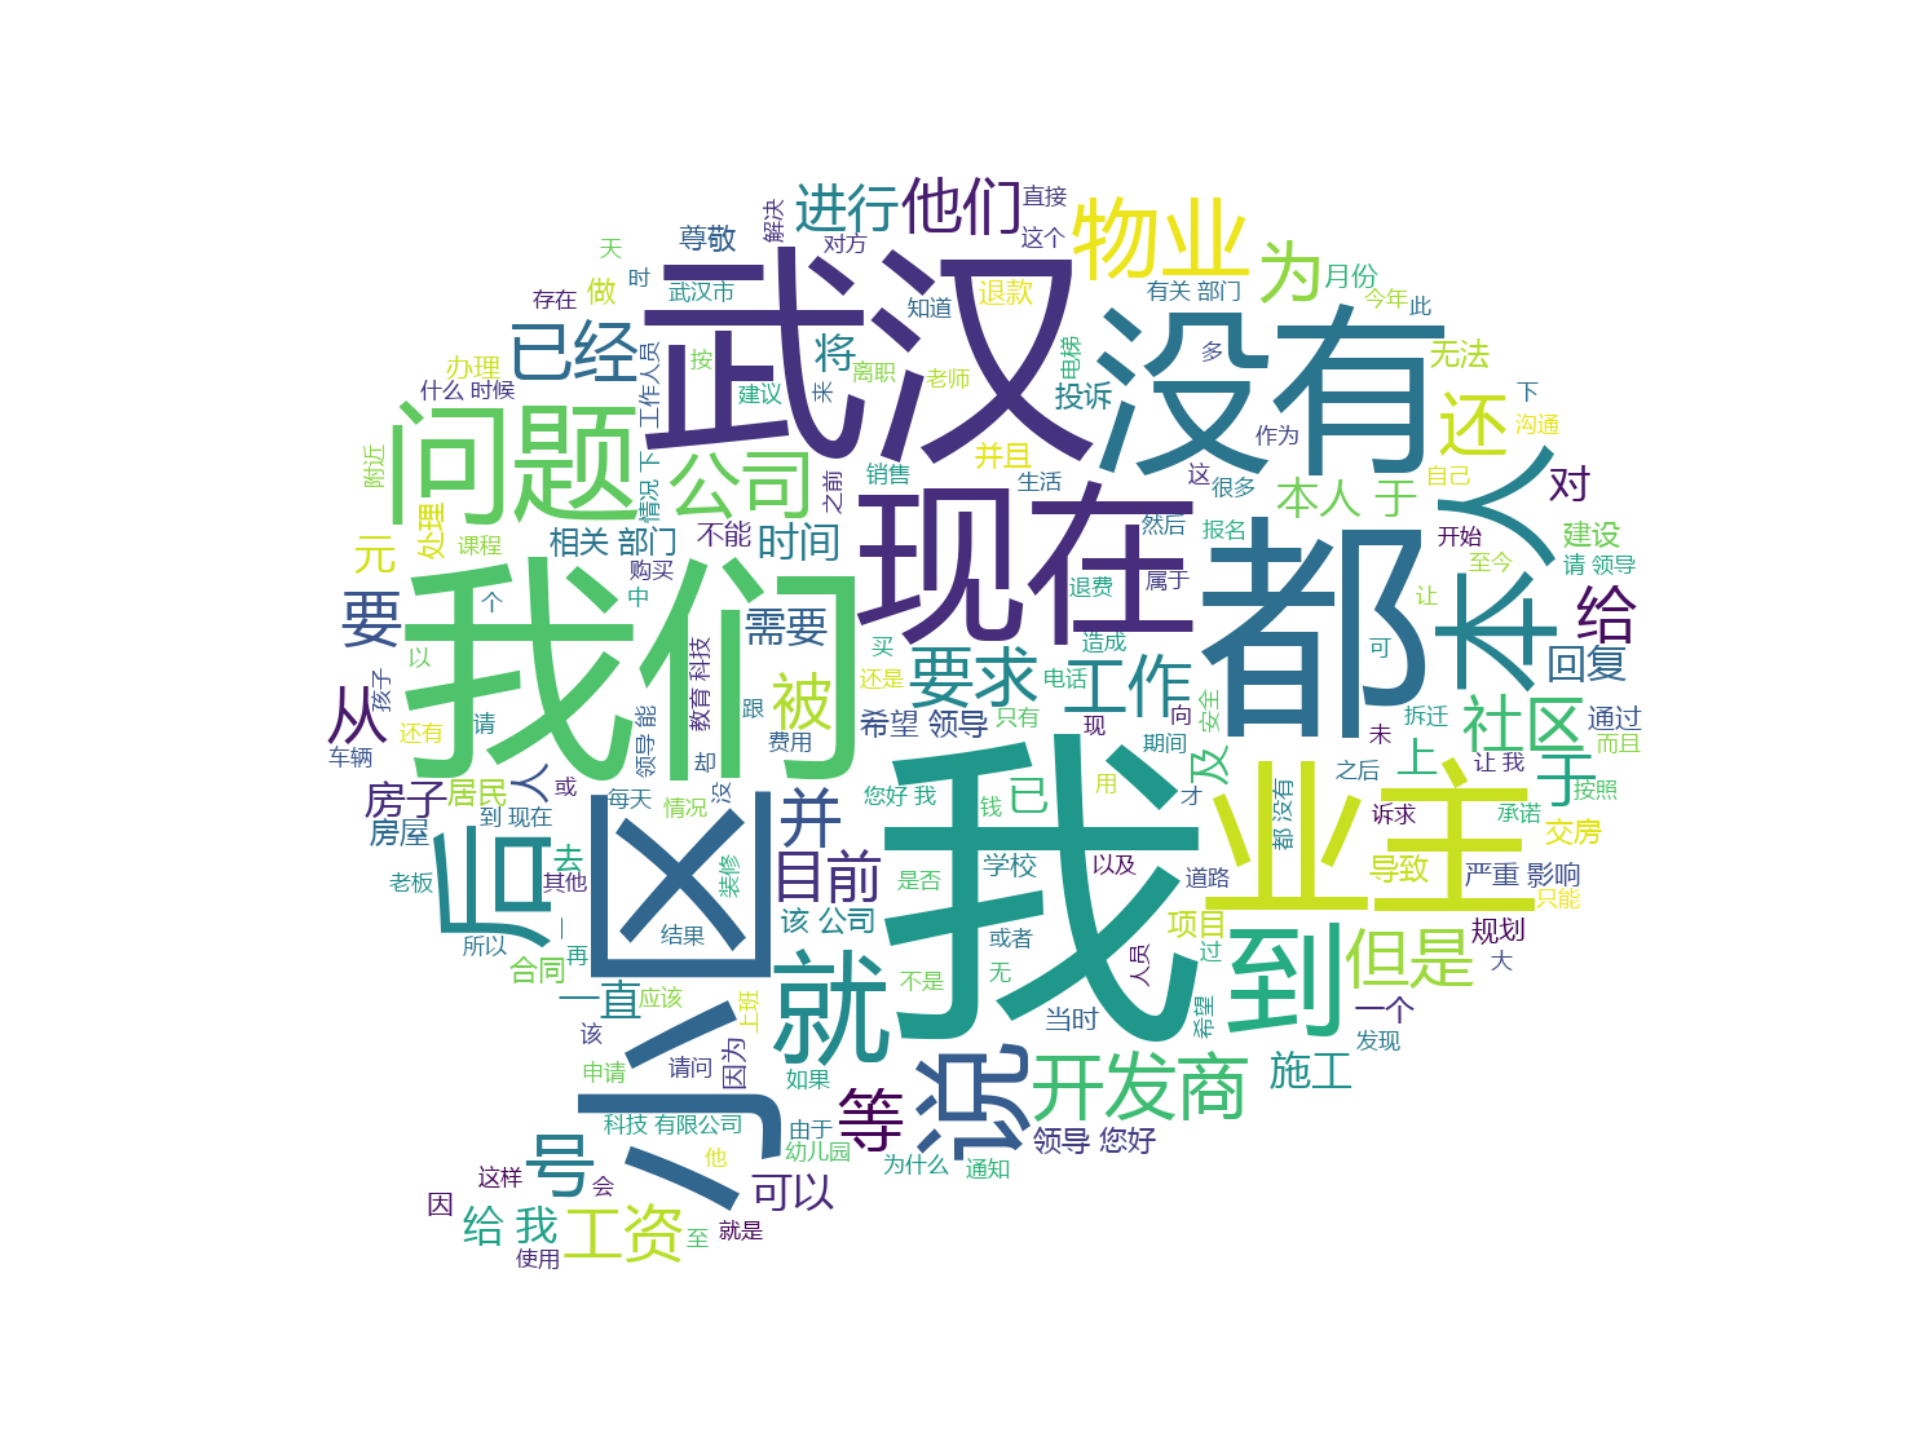 进行
他们
直接
尊敬
解决
对方
这个
物业
为
月份
天
时
做
武汉市
存在
武汉
知道
退款
有关 部门
今年
此
已经
工作人员
按
将
离职
老师
电梯
没有
多
无法
办理
什么 时候
建议
来
投诉
还
下
沟通
作为
问题
公司
附近
情况 下
之前
销售
并且
生活
这
很多
自己
本人 于
本人
对
现在
元
处理
课程
相关 部门
不能
时间
然后
报名
都
开始
建设
至今
请 领导
购买
中
个
我们
要
需要
退费
属于
让
给
以
孩子
教育 科技
买
造成
可
回复
从
还有
请
被
还是
要求
电话
工作
安全
跟
希望 领导
只有
现
向
拆迁
社区
通过
车辆
领导 能
却
费用
期间
及
未
上
而且
房子
居民
人
或
每天
情况
没
并
您好 我
钱
已
用
才
之后
让 我
于
按照
到 现在
房屋
后
小区
我
业主
都 没有
诉求
承诺
交房
老板
去
其他
装修
目前
是否
学校
以及
道路
导致
严重 影响
只能
所以
一
再
结果
该 公司
或者
人员
项目
过
到
但是
规划
大
合同
一直
应该
上班
就
不是
无
希望
当时
一个
发现
该
申请
请问
因为
如果
说
开发商
施工
科技 有限公司
由于
等
领导 您好
号
他
幼儿园
为什么
通知
这样
会
可以
因
给 我
工资
至
就是
使用